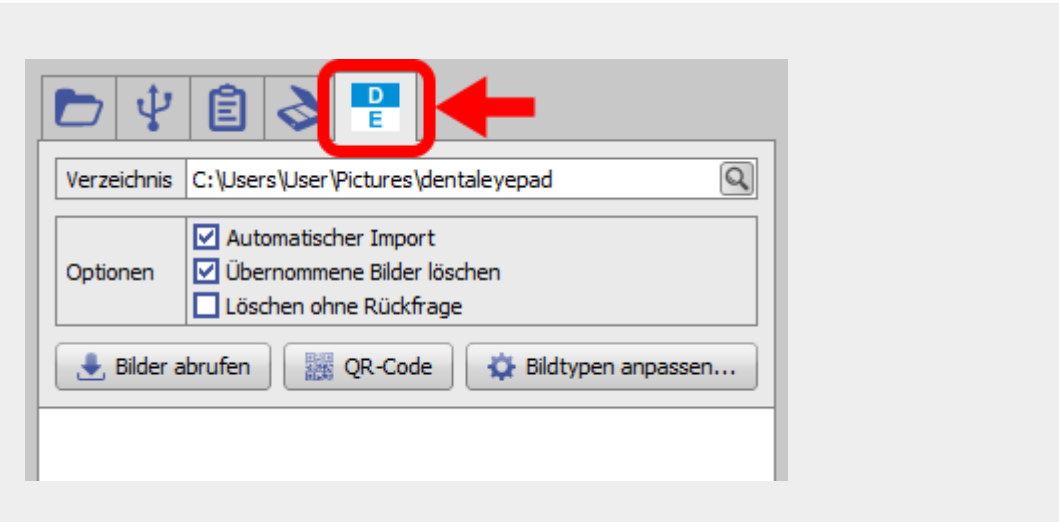 D
E
Verzeichnis C:\Users\User\Pictures\dentaleyepad
Optionen
Automatischer Import
Übernommene Bilder löschen
Löschen ohne Rückfrage
Bilder abrufen QR-Code Bildtypen anpassen...